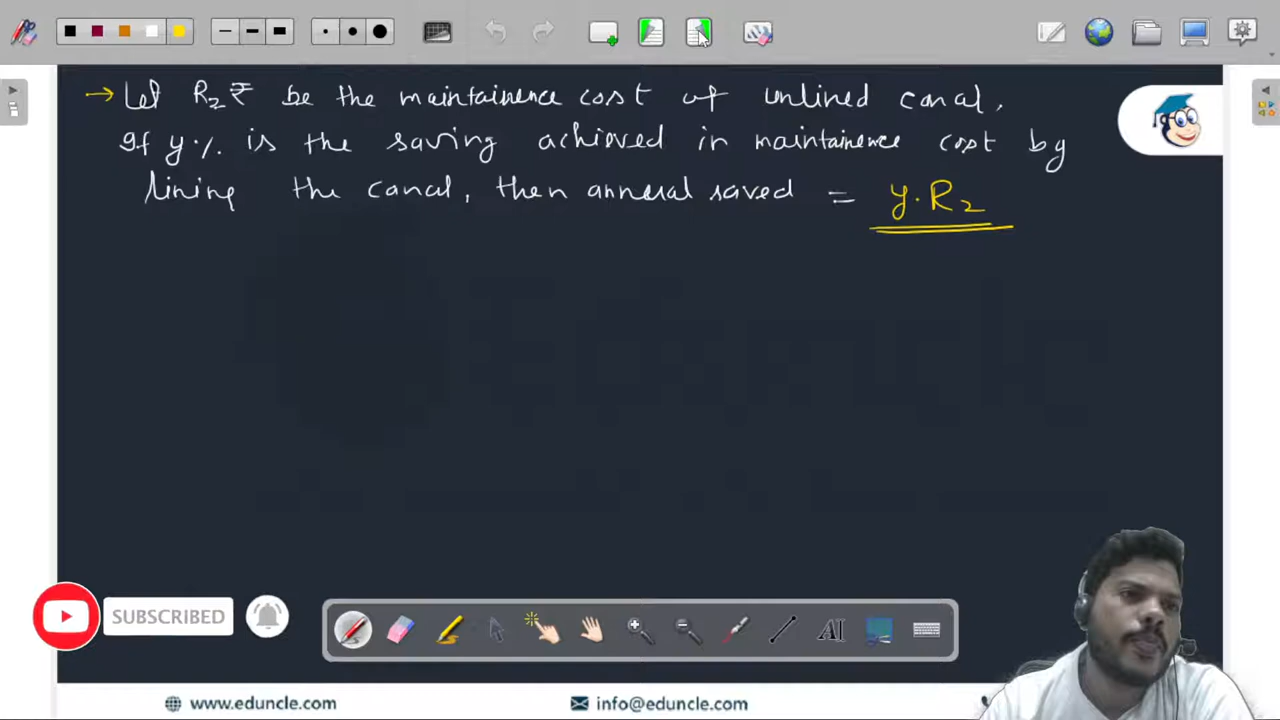 → Let R₂ ₹ be the maintainence cost of unlined canal.
If y% is the saving achieved in maintainence cost by
lining the canal, then annual saved = y.R₂
SUBSCRIBED
AI
www.eduncle.com
info@eduncle.com